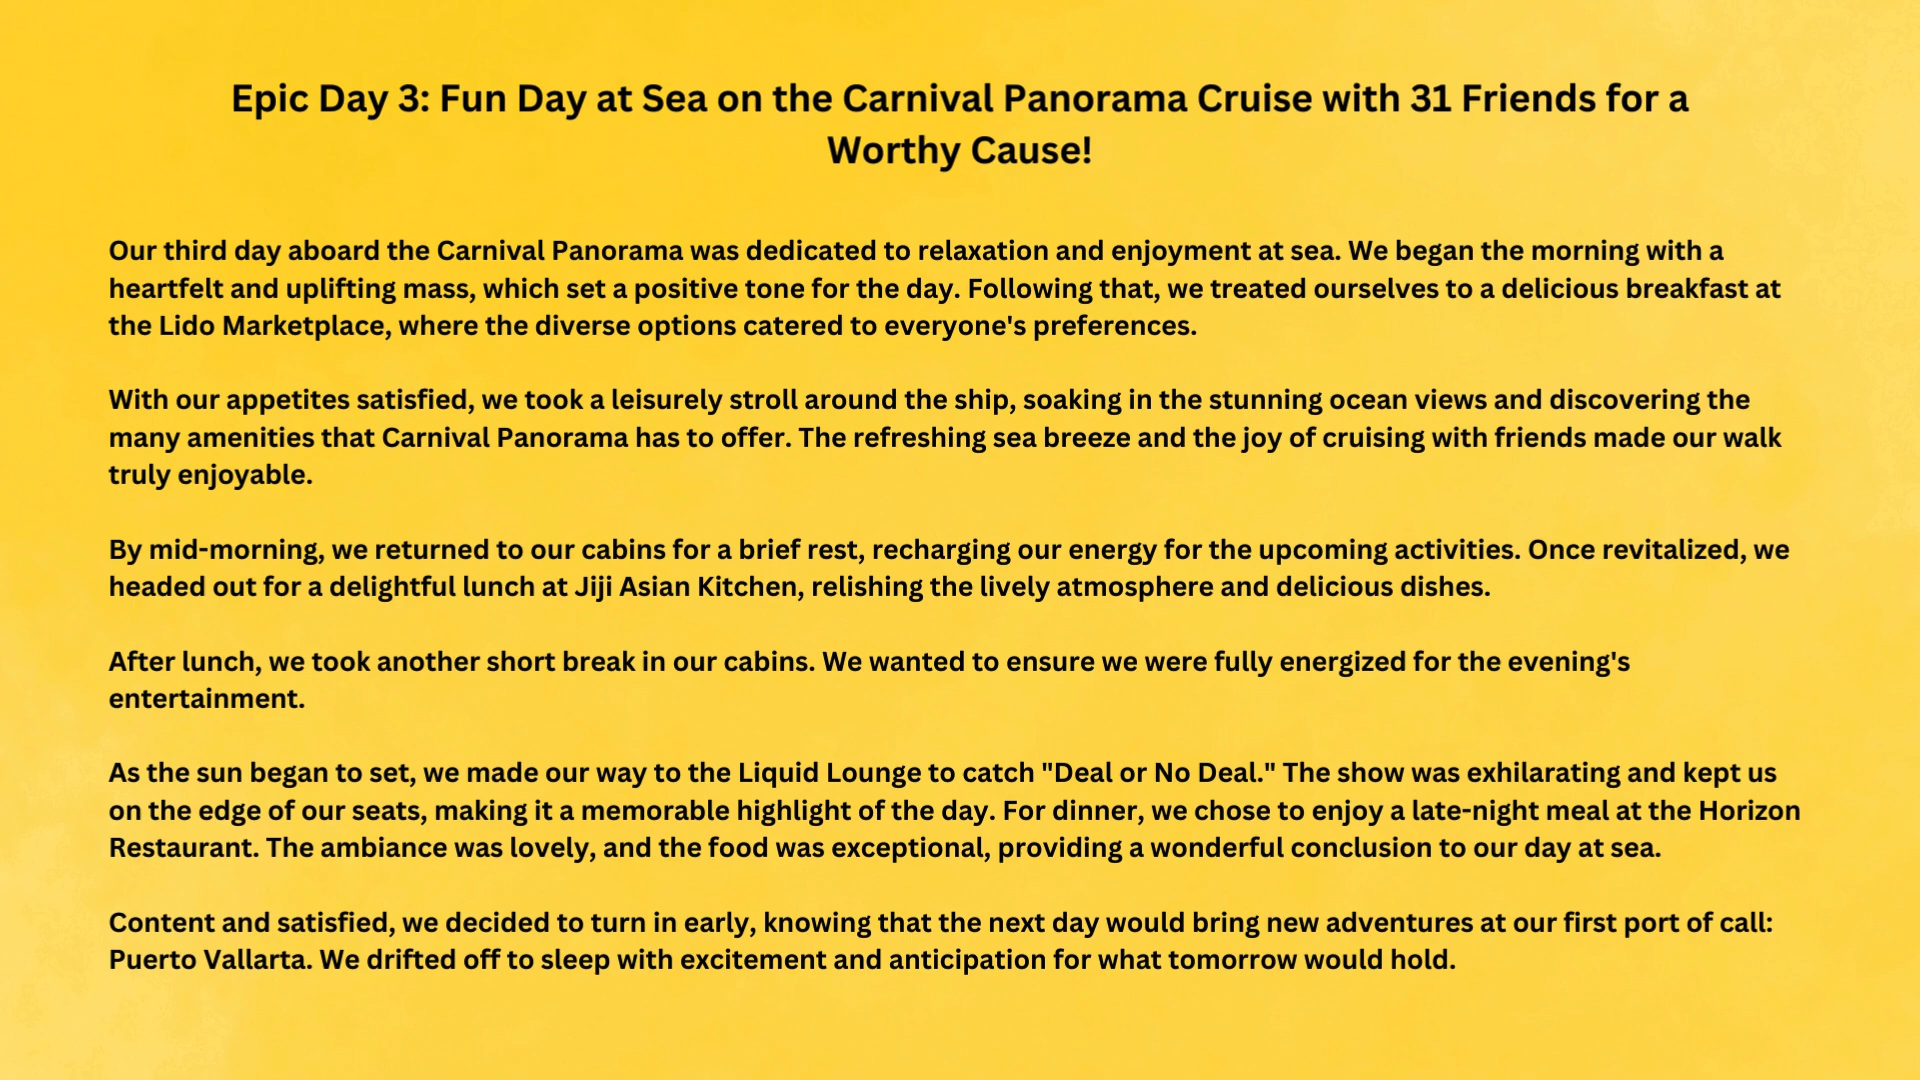 Epic Day 3: Fun Day at Sea on the Carnival Panorama Cruise with 31 Friends for a
Worthy Cause!
Our third day aboard the Carnival Panorama was dedicated to relaxation and enjoyment at sea. We began the morning with a
heartfelt and uplifting mass, which set a positive tone for the day. Following that, we treated ourselves to a delicious breakfast at
the Lido Marketplace, where the diverse options catered to everyone's preferences.
With our appetites satisfied, we took a leisurely stroll around the ship, soaking in the stunning ocean views and discovering the
many amenities that Carnival Panorama has to offer. The refreshing sea breeze and the joy of cruising with friends made our walk
truly enjoyable.
By mid-morning, we returned to our cabins for a brief rest, recharging our energy for the upcoming activities. Once revitalized, we
headed out for a delightful lunch at Jiji Asian Kitchen, relishing the lively atmosphere and delicious dishes.
After lunch, we took another short break in our cabins. We wanted to ensure we were fully energized for the evening's
entertainment.
As the sun began to set, we made our way to the Liquid Lounge to catch "Deal or No Deal." The show was exhilarating and kept us
on the edge of our seats, making it a memorable highlight of the day. For dinner, we chose to enjoy a late-night meal at the Horizon
Restaurant. The ambiance was lovely, and the food was exceptional, providing a wonderful conclusion to our day at sea.
Content and satisfied, we decided to turn in early, knowing that the next day would bring new adventures at our first port of call:
Puerto Vallarta. We drifted off to sleep with excitement and anticipation for what tomorrow would hold.